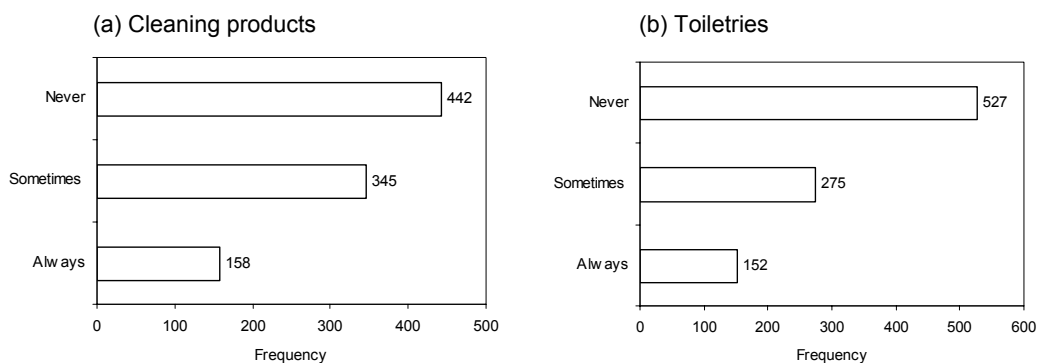 (a) Cleaning products
Never
442
Sometimes
345
Always
158
0 100 200 300 400 500
Frequency
(b) Toiletries
Never
527
Sometimes
275
Always
152
0 100 200 300 400 500 600
Frequency